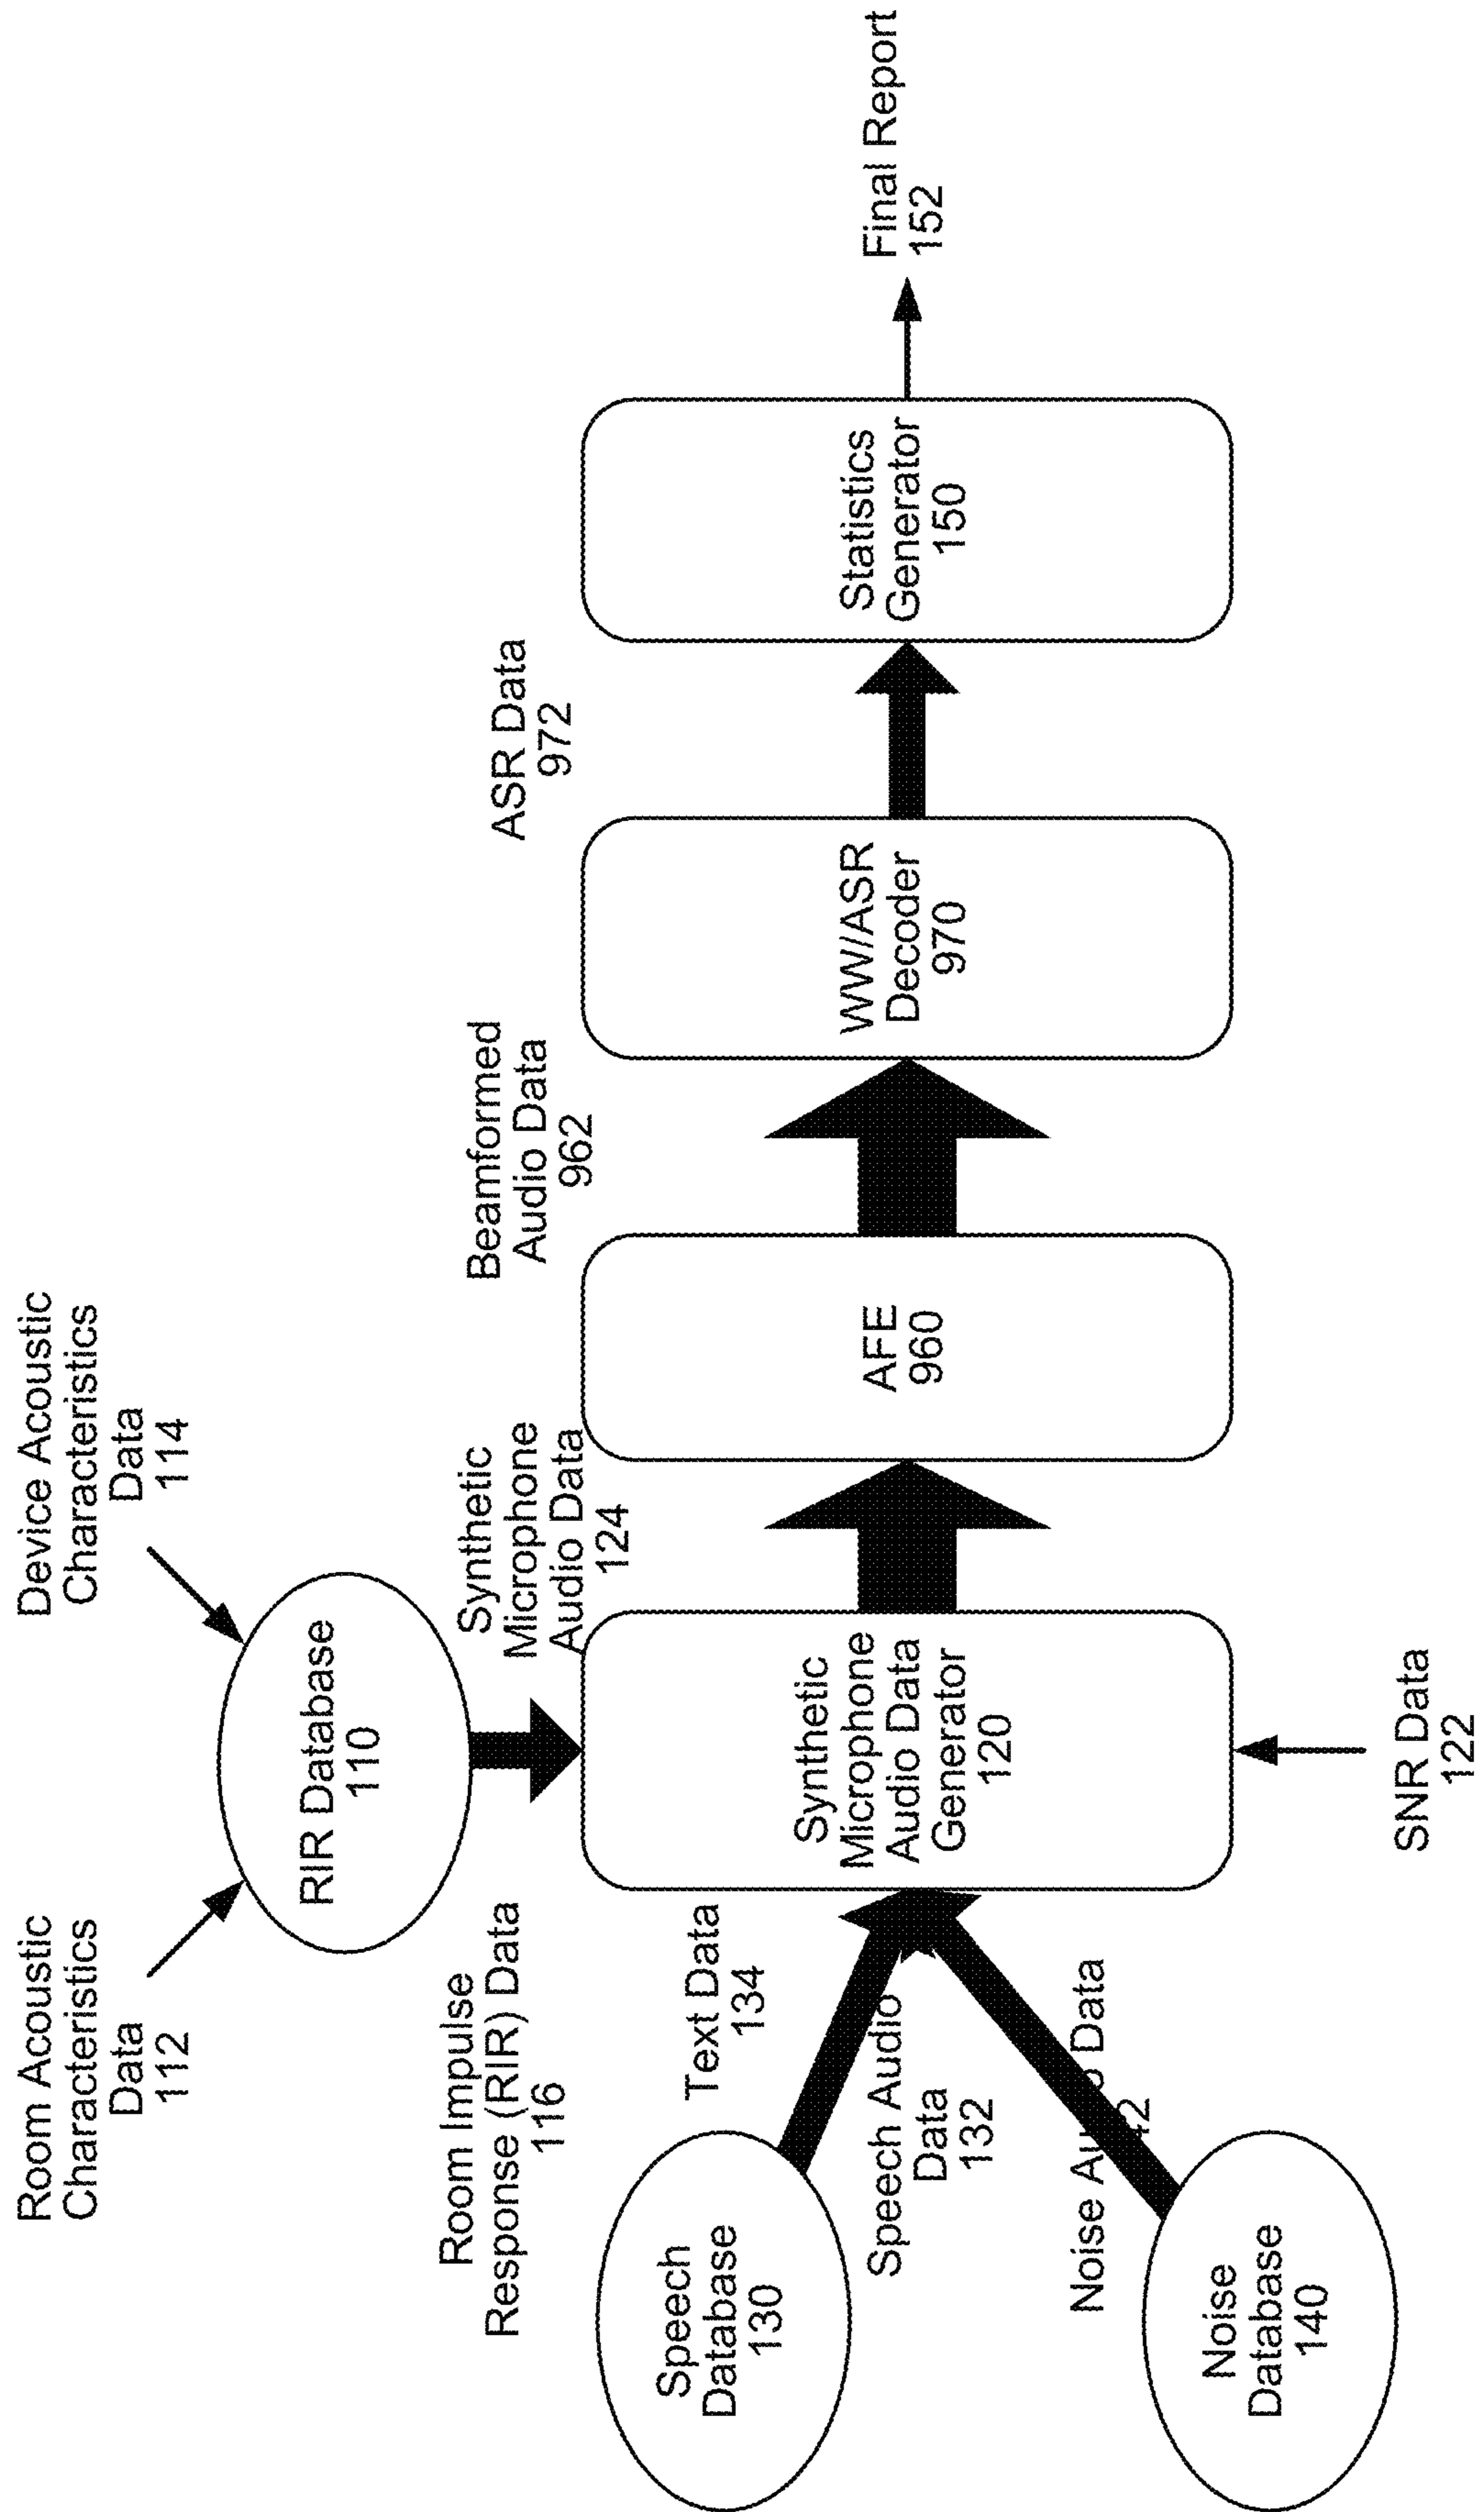 Room Acoustic
Characteristics
Data
112
Device Acoustic
Characteristics
Data
114
RIR Database
110
Room Impulse
Response (RIR) Data
116
Synthetic
Microphone
Audio Data
124
Beamformed
Audio Data
962
ASR Data
972
Speech
Database
130
Text Data
134
Speech Audio
Data
132
Noise Audio Data
Noise
Database
140
Synthetic
Microphone
Audio Data
Generator
120
AFE
960
WW/ASR
Decoder
970
Statistics
Generator
150
Final Report
152
SNR Data
122